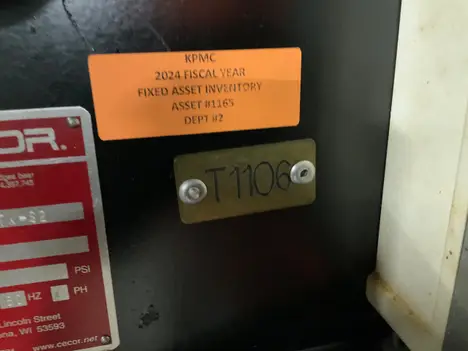 KPMC
2024 FISCAL YEAR
FIXED ASSET INVENTORY
ASSET #1165
DEPT #2
T1106
COR.
PSI
HZ
PH
Lincoln Street
WI 53593
www.cecor.net